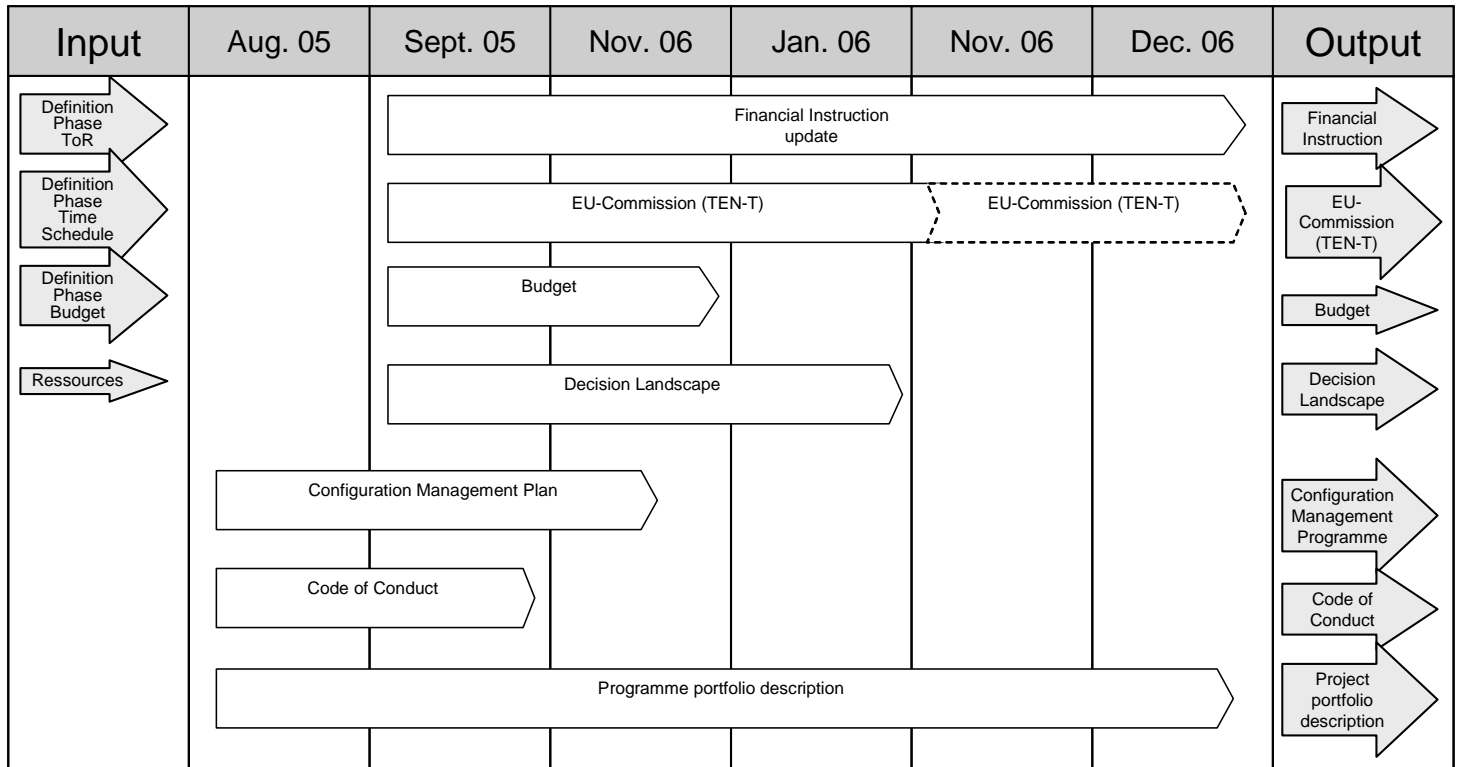 Input
Aug. 05
Sept. 05
Nov. 06
Jan. 06
Nov. 06
Dec. 06
Output
Definition
Phase
ToR
Financial Instruction
update
Financial
Instruction
Definition
Phase
Time
Schedule
EU-Commission (TEN-T)
EU-Commission (TEN-T)
EU-
Commission
(TEN-T)
Definition
Phase
Budget
Budget
Budget
Ressources
Decision Landscape
Decision
Landscape
Configuration Management Plan
Configuration
Management
Programme
Code of Conduct
Code of
Conduct
Programme portfolio description
Project
portfolio
description